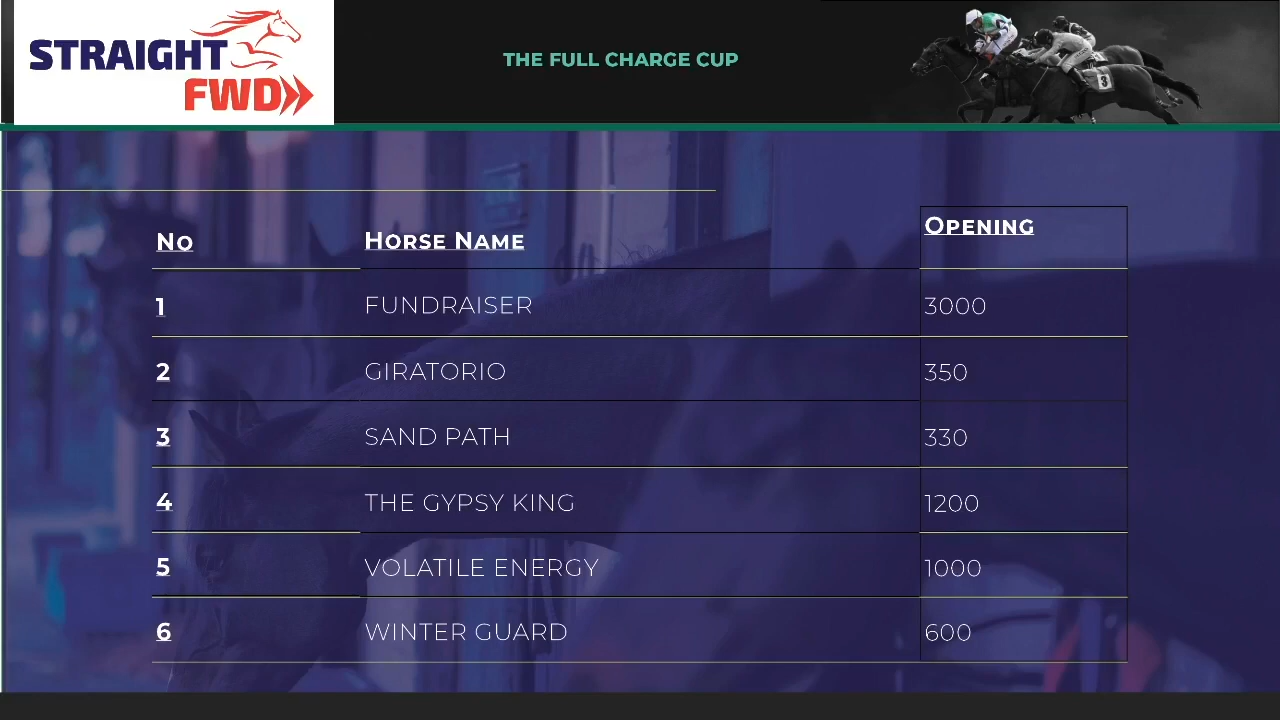 STRAIGHT
FWD
THE FULL CHARGE CUP
3
No Horse Name Opening
1 FUNDRAISER 3000
2 GIRATORIO 350
3 SAND PATH 330
4 THE GYPSY KING 1200
5 VOLATILE ENERGY 1000
6 WINTER GUARD 600